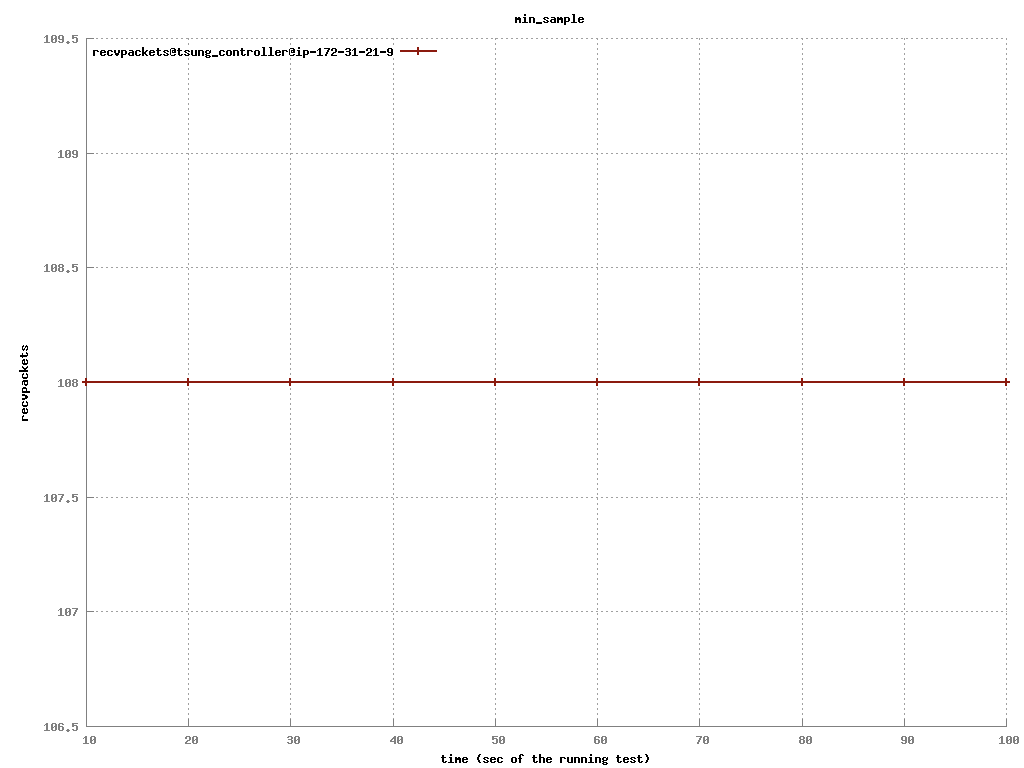 min_sample
109.5
recvpackets@tsung_controller@ip-172-31-21-9
109
108.5
recvpackets
108
107.5
107
106.5
10 20 30 40 50 60 70 80 90 100
time (sec of the running test)